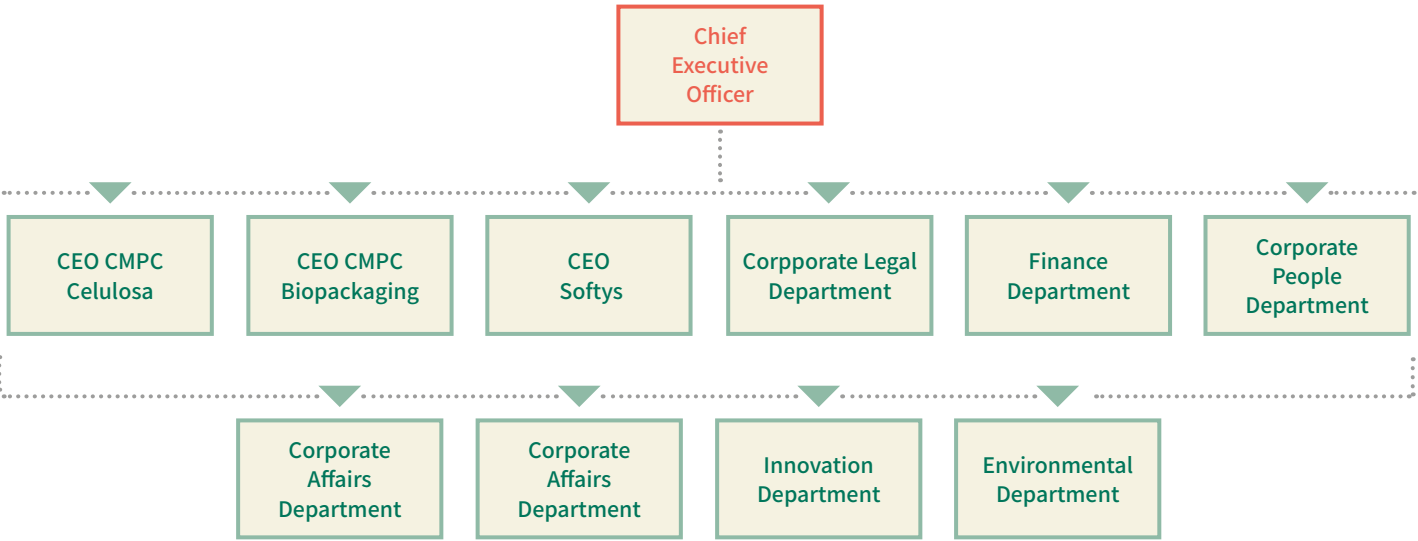 Chief
Executive
Officer
CEO CMPC
Celulosa
CEO CMPC
Biopackaging
CEO
Softys
Corpporate Legal
Department
Finance
Department
Corporate
People
Department
Corporate
Affairs
Department
Corporate
Affairs
Department
Innovation
Department
Environmental
Department